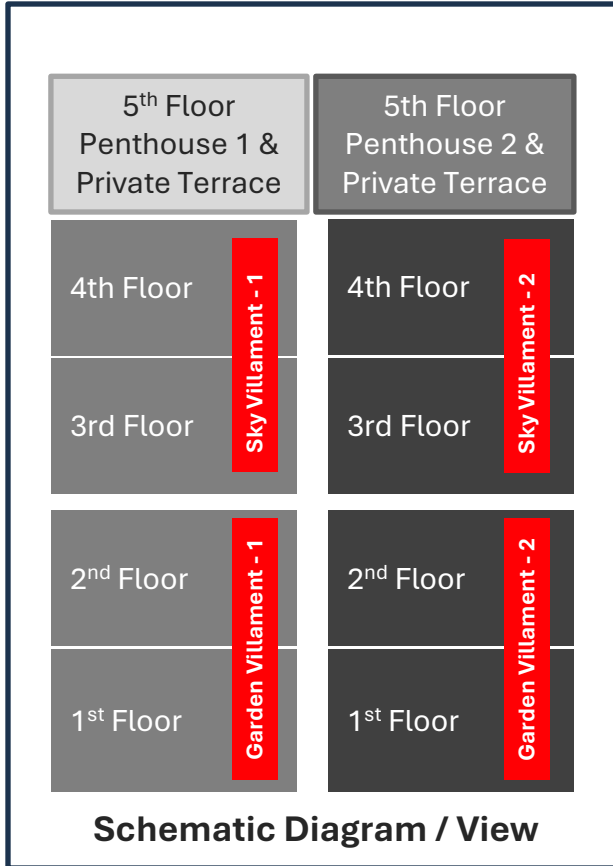 5th Floor
Penthouse 1 &
Private Terrace
5th Floor
Penthouse 2 &
Private Terrace
4th Floor
3rd Floor
Sky Villament - 1
4th Floor
3rd Floor
Sky Villament - 2
2nd Floor
1st Floor
Garden Villament - 1
2nd Floor
1st Floor
Garden Villament - 2
Schematic Diagram / View